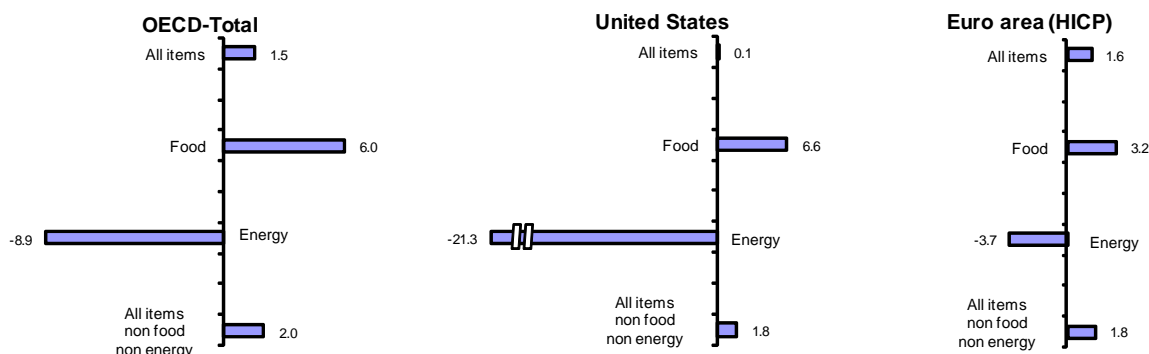 OECD-Total
All items 1.5
Food 6.0
-8.9 Energy
All items
non food
non energy
2.0
United States
All items 0.1
Food 6.6
-21.3 Energy
All items
non food
non energy
1.8
Euro area (HICP)
All items 1.6
Food 3.2
-3.7 Energy
All items
non food
non energy
1.8